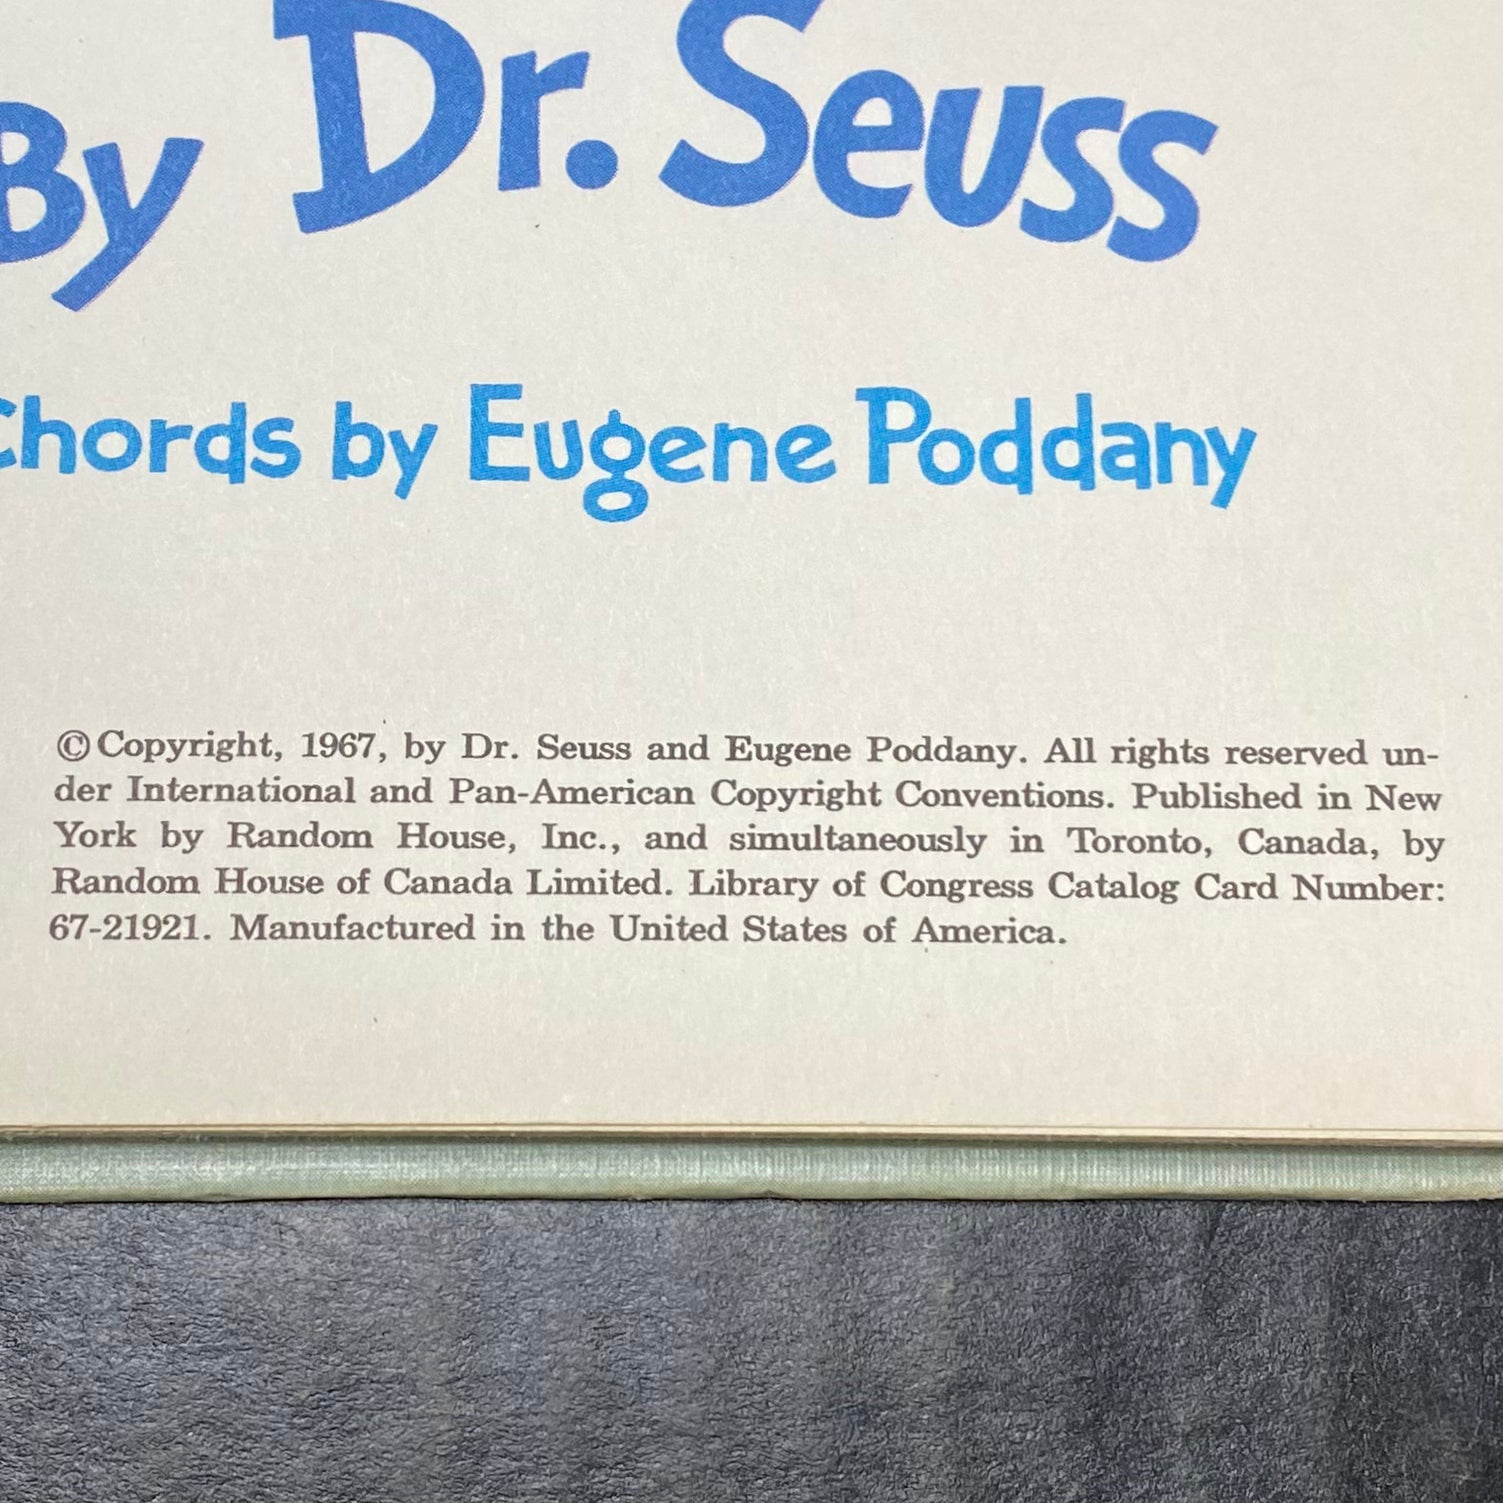 By Dr. Seuss
Chords by Eugene Poddany
© Copyright, 1967, by Dr. Seuss and Eugene Poddany. All rights reserved un-
der International and Pan-American Copyright Conventions. Published in New
York by Random House, Inc., and simultaneously in Toronto, Canada, by
Random House of Canada Limited. Library of Congress Catalog Card Number:
67-21921. Manufactured in the United States of America.